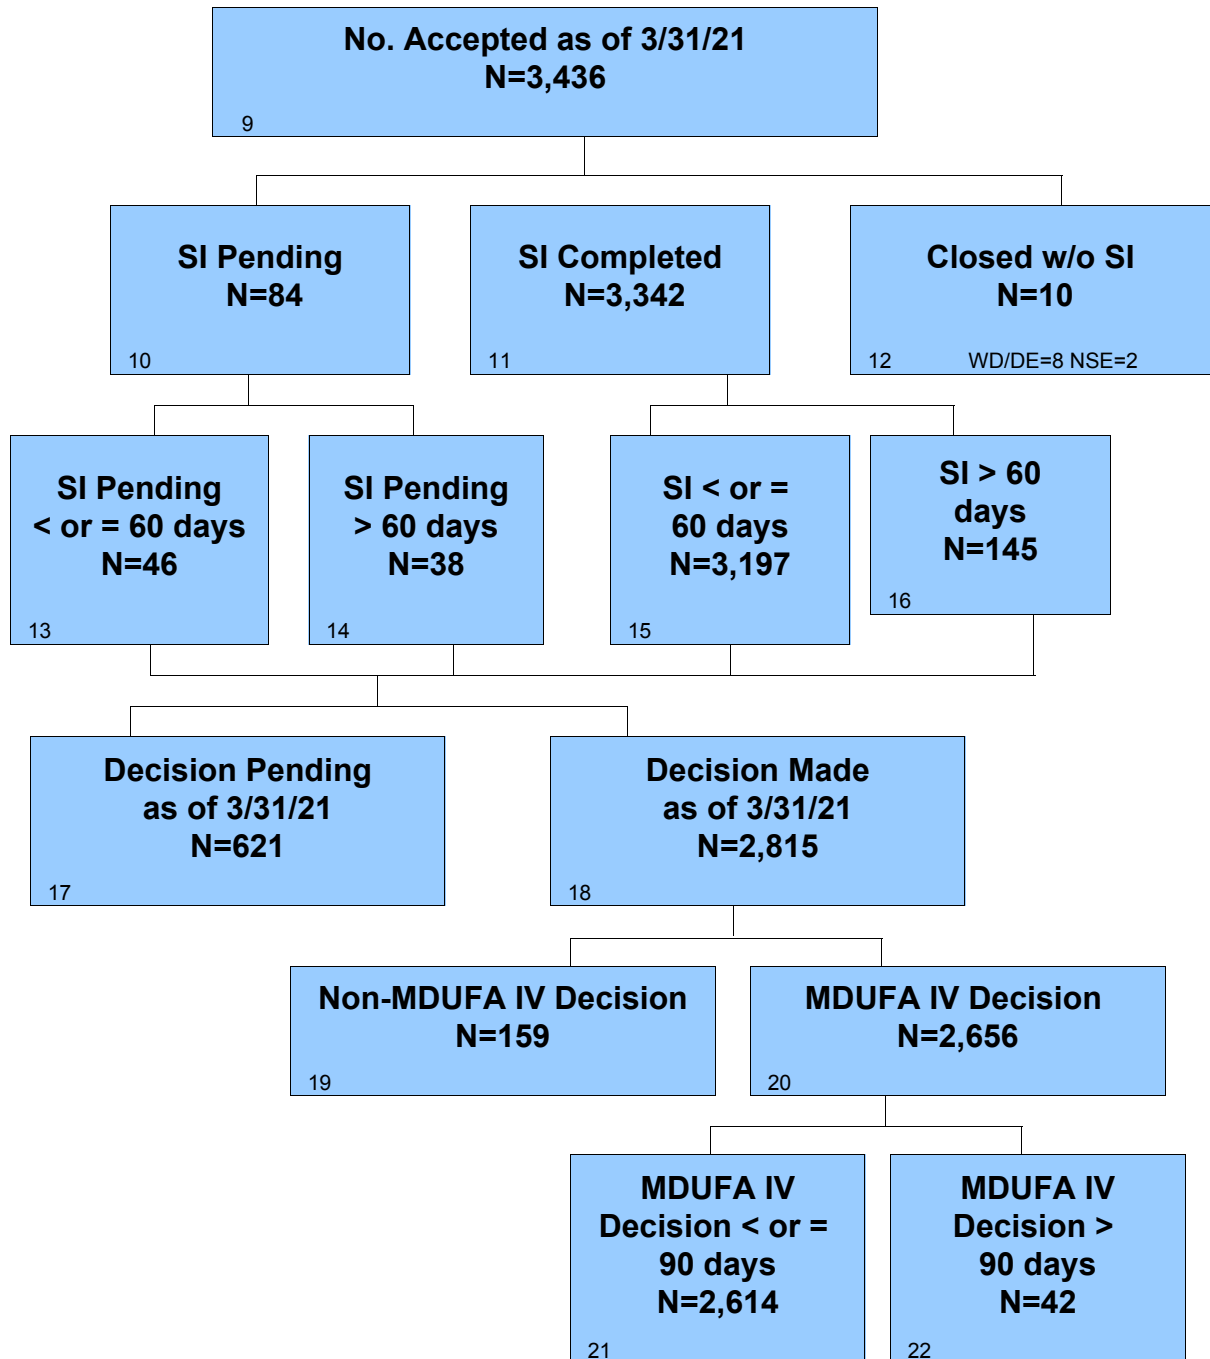 No. Accepted as of 3/31/21
N=3,436
9
SI Pending
N=84
10
SI Completed
N=3,342
11
Closed w/o SI
N=10
12 WD/DE=8 NSE=2
SI Pending
< or = 60 days
N=46
13
SI Pending
> 60 days
N=38
14
SI < or =
60 days
N=3,197
15
SI > 60
days
N=145
16
Decision Pending
as of 3/31/21
N=621
17
Decision Made
as of 3/31/21
N=2,815
18
Non-MDUFA IV Decision
N=159
19
MDUFA IV Decision
N=2,656
20
MDUFA IV
Decision < or =
90 days
N=2,614
21
MDUFA IV
Decision >
90 days
N=42
22